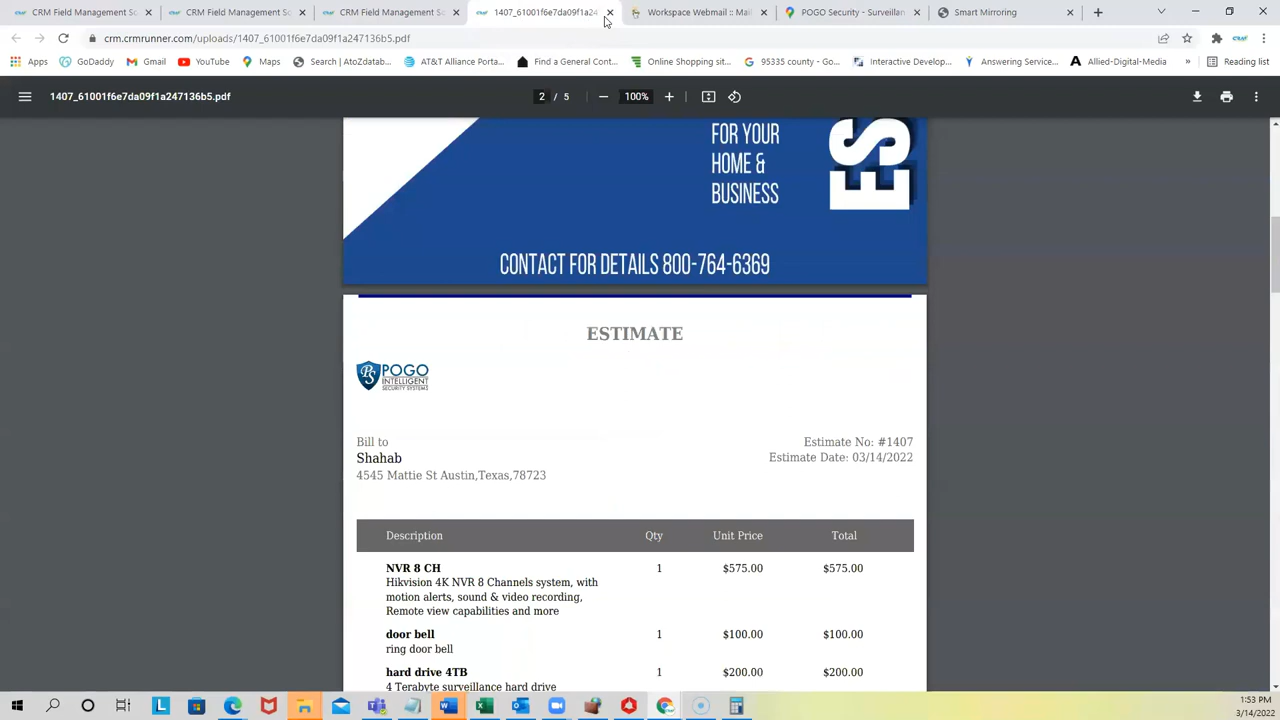 CRM Field Management So
CRM Field Management So
CRM Field Management So
1407_61001f6e7da09f1a24
Workspace Webmail :: Mail
POGO Security - Surveillan
Smart Mirroring
crm.crmrunner.com/uploads/1407_61001f6e7da09f1a247136b5.pdf
Apps
GoDaddy
Gmail
YouTube
Maps
Search | AtoZdatab...
AT&T Alliance Porta...
Find a General Cont...
Online Shopping sit...
95335 county - Go...
Interactive Develop...
Answering Service...
Allied-Digital-Media
»
Reading list
1407_61001f6e7da09f1a247136b5.pdf
2 / 5
100%
FOR YOUR
HOME &
BUSINESS
ES
CONTACT FOR DETAILS 800-764-6369
ESTIMATE
PS POGO
INTELLIGENT
SECURITY SYSTEMS
Bill to
Shahab
4545 Mattie St Austin,Texas,78723
Estimate No: #1407
Estimate Date: 03/14/2022
Description Qty Unit Price Total
NVR 8 CH 1 $575.00 $575.00
Hikvision 4K NVR 8 Channels system, with
motion alerts, sound & video recording,
Remote view capabilities and more
door bell 1 $100.00 $100.00
ring door bell
hard drive 4TB 1 $200.00 $200.00
4 Terabyte surveillance hard drive
1:53 PM
3/14/2022